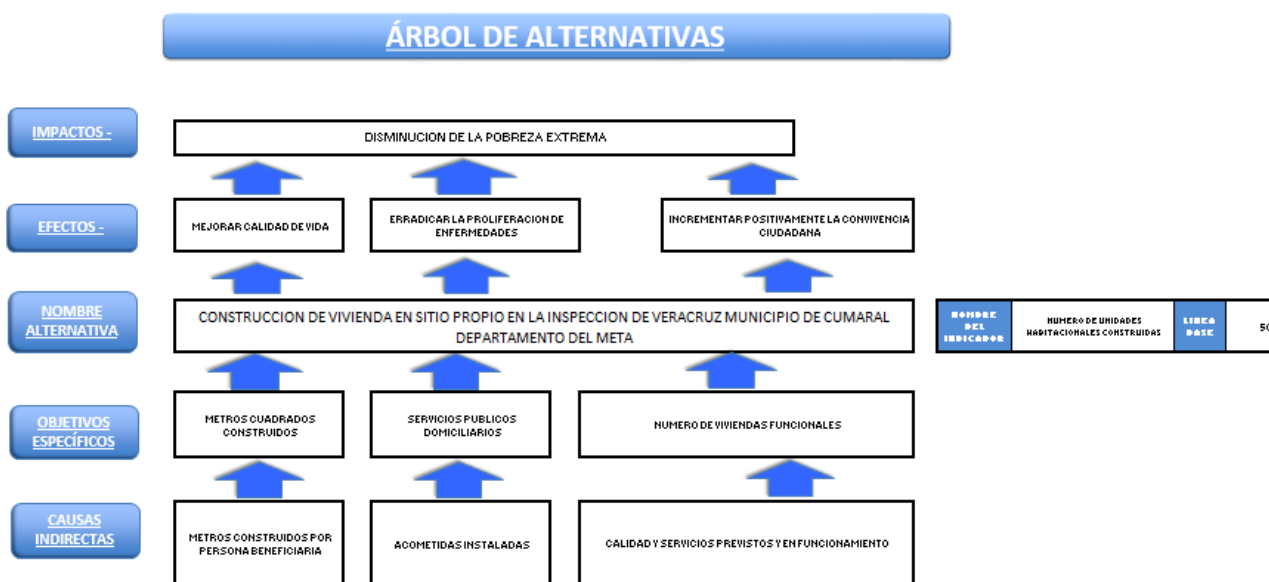 ÁRBOL DE ALTERNATIVAS
IMPACTOS -
DISMINUCION DE LA POBREZA EXTREMA
EFECTOS -
MEJORAR CALIDAD DE VIDA
ERRADICAR LA PROLIFERACION DE
ENFERMEDADES
INCREMENTAR POSITIVAMENTE LA CONVIVENCIA
CIUDADANA
NOMBRE
ALTERNATIVA
CONSTRUCCION DE VIVIENDA EN SITIO PROPIO EN LA INSPECCION DE VERACRUZ MUNICIPIO DE CUMARAL
DEPARTAMENTO DEL META
NOMBRE
DEL
INDICADOR
NUMERO DE UNIDADES
HABITACIONALES CONSTRUIDAS
LINEA
BASE
OBJETIVOS
ESPECÍFICOS
METROS CUADRADOS
CONSTRUIDOS
SERVICIOS PUBLICOS
DOMICILIARIOS
NUMERO DE VIVIENDAS FUNCIONALES
CAUSAS
INDIRECTAS
METROS CONSTRUIDOS POR
PERSONA BENEFICIARIA
ACOMETIDAS INSTALADAS
CALIDAD Y SERVICIOS PREVISTOS Y EN FUNCIONAMIENTO